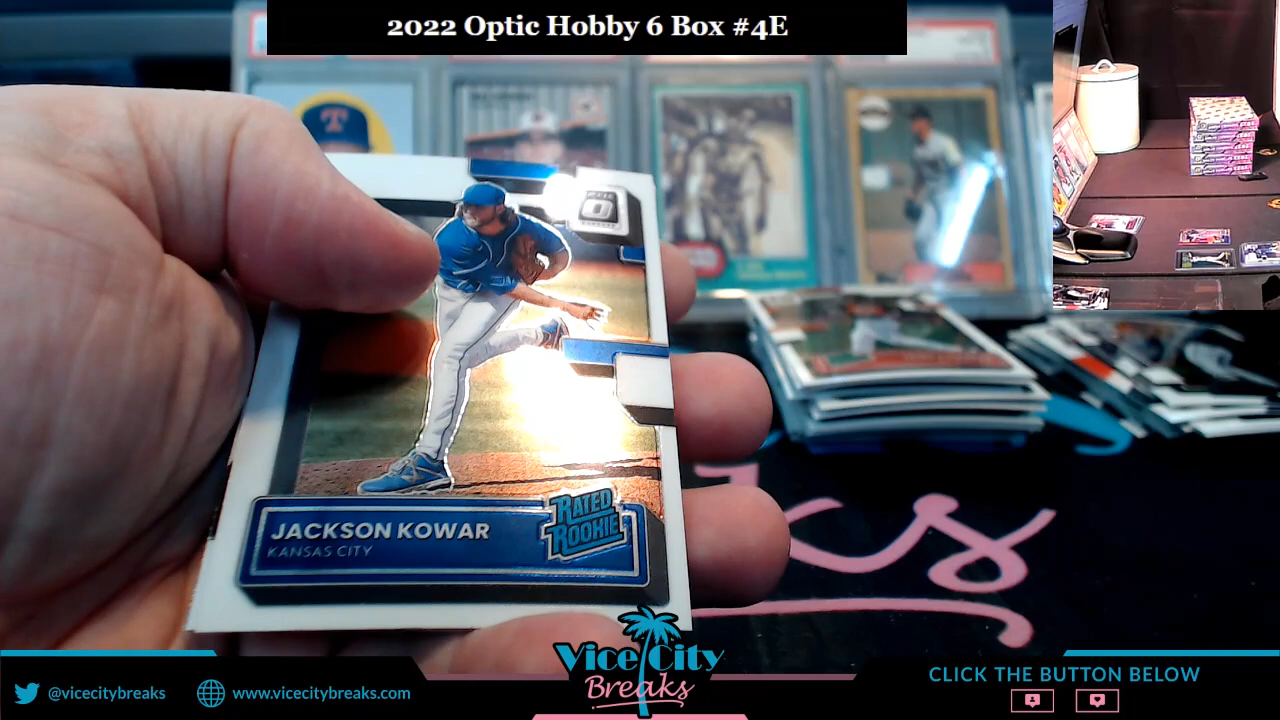 2022 Optic Hobby 6 Box #4E
T
O
JACKSON KOWAR
KANSAS CITY
RATED
ROOKIE
Vice City
Breaks
@vicecitybreaks
www.vicecitybreaks.com
CLICK THE BUTTON BELOW